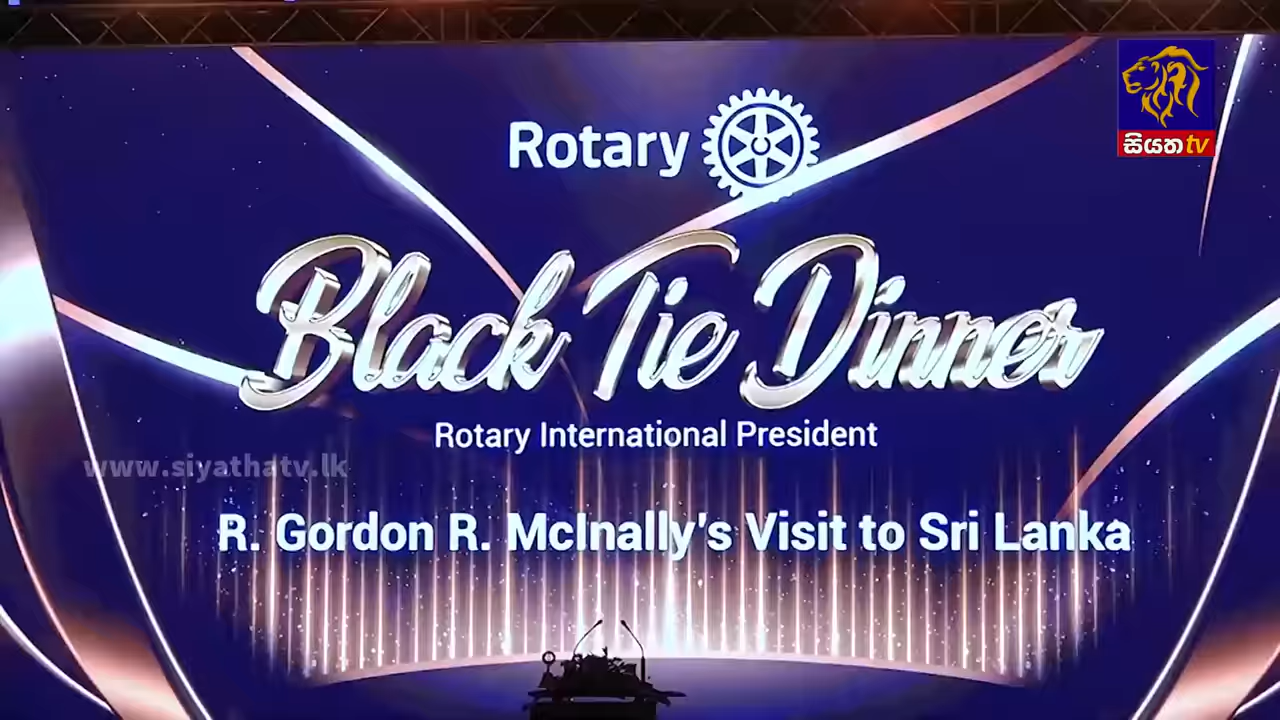 Rotary
සියත tv
Black Tie Dinner
Rotary International President
www.siyathatv.lk
R. Gordon R. McInally's Visit to Sri Lanka